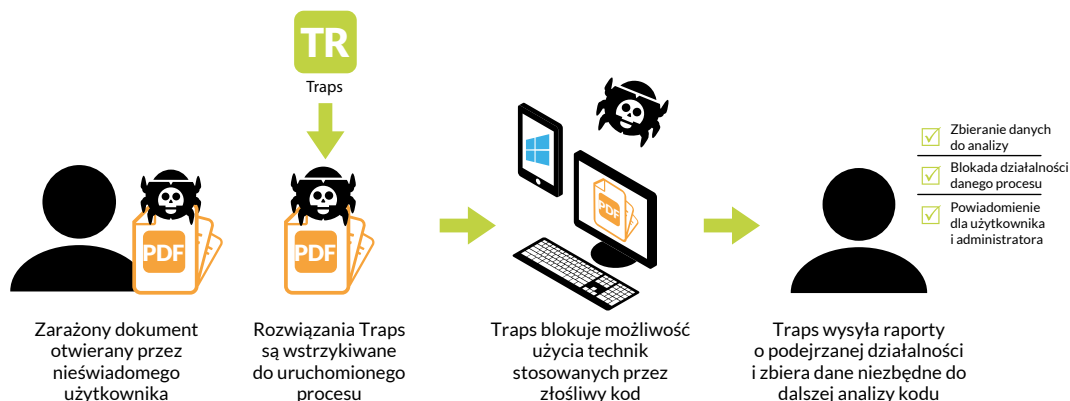 TR
Traps
Zbieranie danych
do analizy
Blokada działalności
danego procesu
Powiadomienie
dla użytkownika
i administratora
PDF
PDF
PDF
Zarażony dokument
otwierany przez
nieświadomego
użytkownika
Rozwiązania Traps
są wstrzykiwane
do uruchomionego
procesu
Traps blokuje możliwość
użycia technik
stosowanych przez
złośliwy kod
Traps wysyła raporty
o podejrzanej działalności
i zbiera dane niezbędne do
dalszej analizy kodu